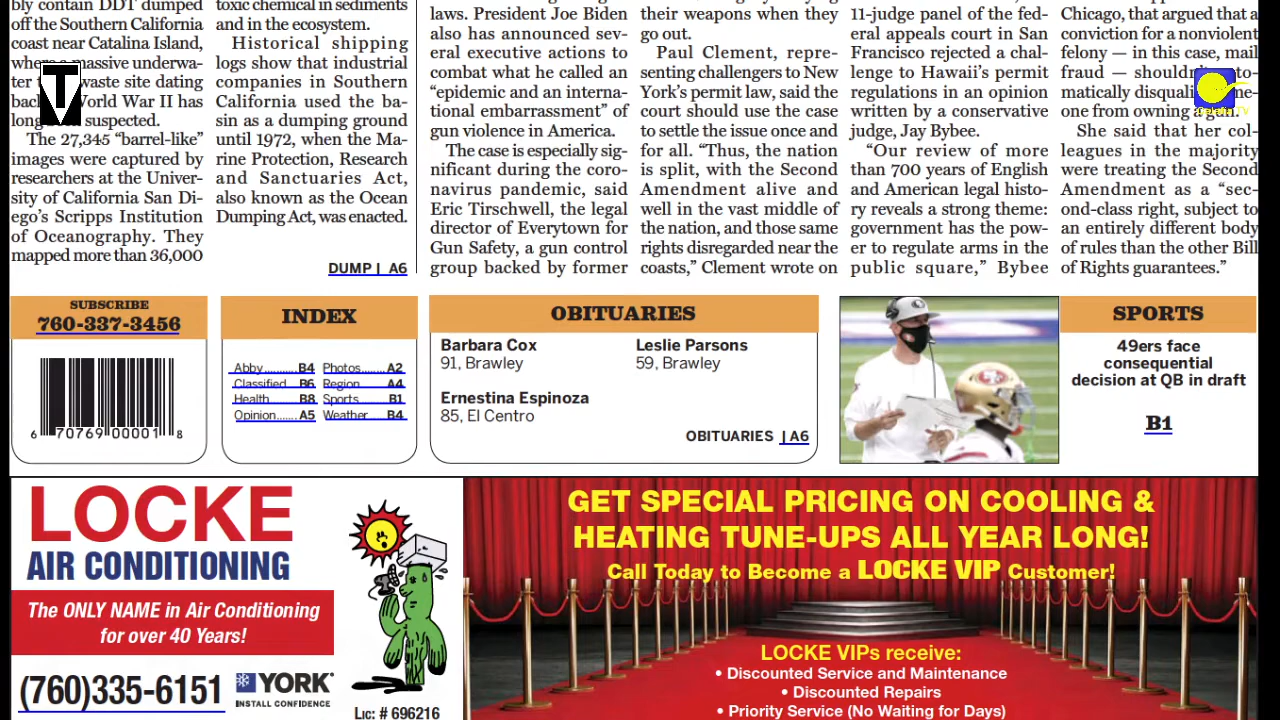 bly contain DDT dumped
off the Southern California
coast near Catalina Island,
where a massive underwa-
ter waste site dating
back World War II has
long suspected.
The 27,345 “barrel-like”
images were captured by
researchers at the Univer-
sity of California San Di-
ego’s Scripps Institution
of Oceanography. They
mapped more than 36,000
toxic chemical in sediments
and in the ecosystem.
Historical shipping
logs show that industrial
companies in Southern
California used the ba-
sin as a dumping ground
until 1972, when the Ma-
rine Protection, Research
and Sanctuaries Act,
also known as the Ocean
Dumping Act, was enacted.
DUMP | A6
laws. President Joe Biden
also has announced sev-
eral executive actions to
combat what he called an
“epidemic and an interna-
tional embarrassment” of
gun violence in America.
The case is especially sig-
nificant during the coro-
navirus pandemic, said
Eric Tirschwell, the legal
director of Everytown for
Gun Safety, a gun control
group backed by former
their weapons when they
go out.
Paul Clement, repre-
senting challengers to New
York’s permit law, said the
court should use the case
to settle the issue once and
for all. “Thus, the nation
is split, with the Second
Amendment alive and
well in the vast middle of
the nation, and those same
rights disregarded near the
coasts,” Clement wrote on
11-judge panel of the fed-
eral appeals court in San
Francisco rejected a chal-
lenge to Hawaii’s permit
regulations in an opinion
written by a conservative
judge, Jay Bybee.
“Our review of more
than 700 years of English
and American legal histo-
ry reveals a strong theme:
government has the pow-
er to regulate arms in the
public square,” Bybee
Chicago, that argued that a
conviction for a nonviolent
felony — in this case, mail
fraud — shouldn’t
matically
one from owning a gun.
She said that her col-
leagues in the majority
were treating the Second
Amendment as a “sec-
ond-class right, subject to
an entirely different body
of rules than the other Bill
of Rights guarantees.”
SUBSCRIBE
760-337-3456
6 70769 00001 8
INDEX
Abby..........B4
Classified...B6
Health........B8
Opinion......A5
Photos.......A2
Region.......A4
Sports........B1
Weather....B4
OBITUARIES
Barbara Cox
91, Brawley
Ernestina Espinoza
85, El Centro
Leslie Parsons
59, Brawley
OBITUARIES | A6
SPORTS
49ers face
consequential
decision at QB in draft
B1
LOCKE
AIR CONDITIONING
The ONLY NAME in Air Conditioning
for over 40 Years!
(760)335-6151
YORK
INSTALL CONFIDENCE
LIC: # 696216
GET SPECIAL PRICING ON COOLING &
HEATING TUNE-UPS ALL YEAR LONG!
Call Today to Become a LOCKE VIP Customer!
LOCKE VIPs receive:
• Discounted Service and Maintenance
• Discounted Repairs
• Priority Service (No Waiting for Days)